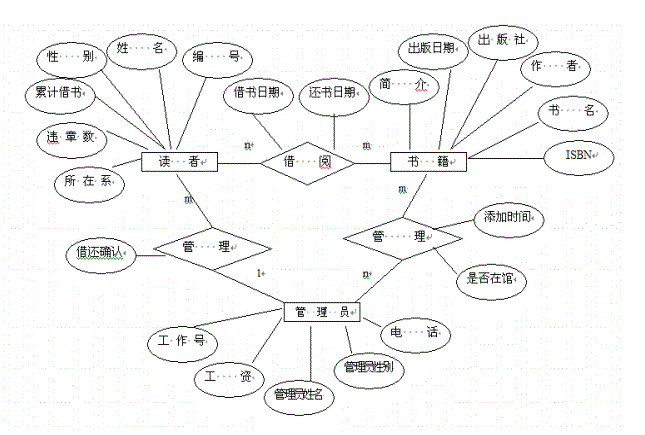 性别
姓名
编号
累计借书
违章数
所在系
借书日期
还书日期
简介
出版日期
出版社
作者
书名
ISBN
读者
n
借阅
m
书籍
m
m
借还确认
管理
管理
添加时间
是否在馆
1
n
管理员
工作号
工资
管理员姓名
管理员性别
电话